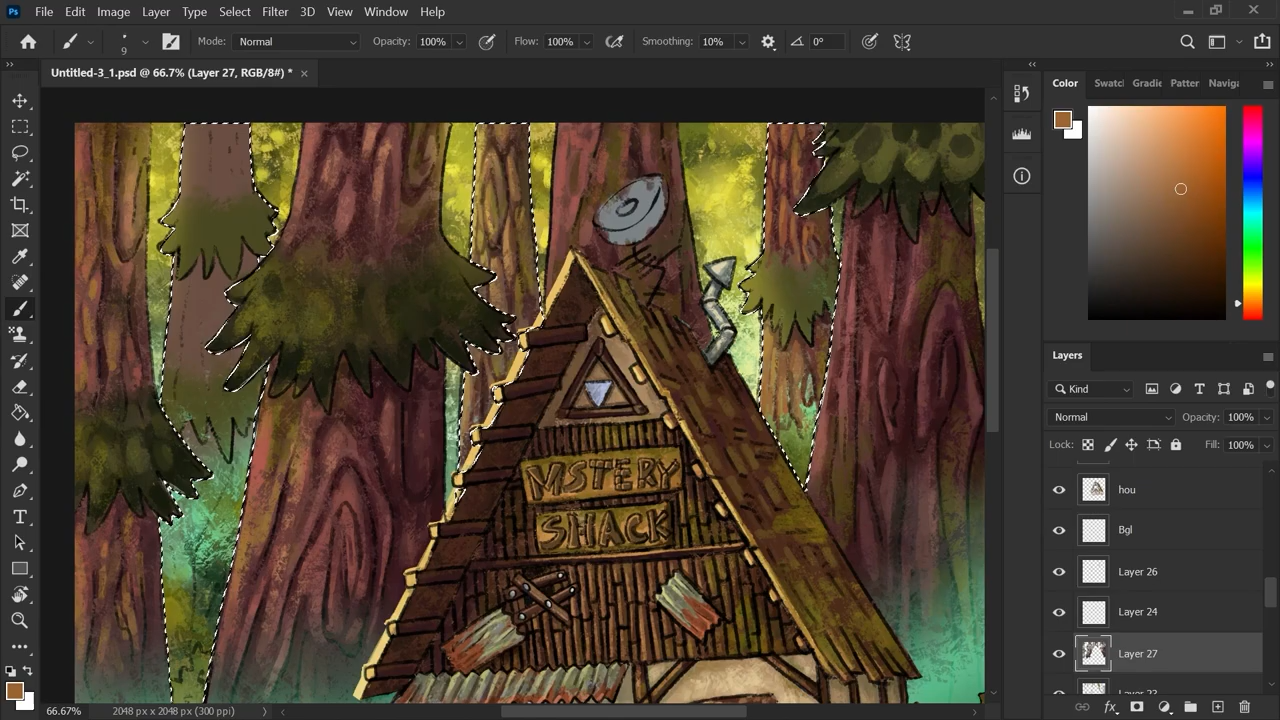 Ps File Edit Image Layer Type Select Filter 3D View Window Help
9 Mode: Normal Opacity: 100% Flow: 100% Smoothing: 10% 0°
Untitled-3_1.psd @ 66.7% (Layer 27, RGB/8#) * ×
Color Swatc Gradie Patter Naviga
MSTERY
SHACK
Layers
Kind
Normal Opacity: 100%
Lock: Fill: 100%
hou
Bgl
Layer 26
Layer 24
Layer 27
66.67% 2048 px x 2048 px (300 ppi)